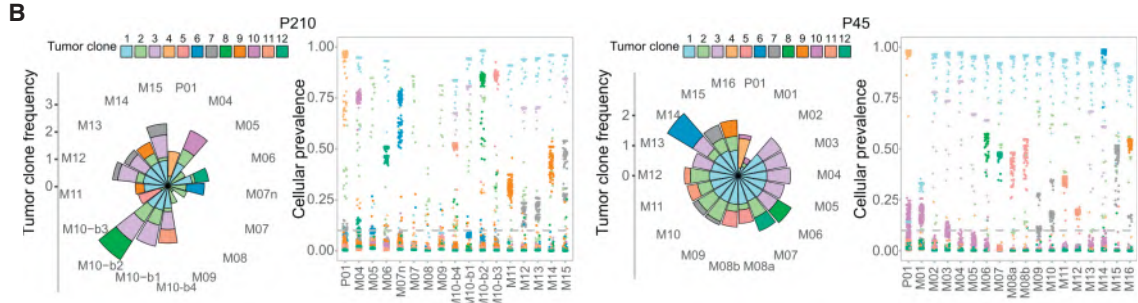 B
P210
Tumor clone
1 2 3 4 5 6 7 8 9 10 11 12
Tumor clone frequency
3
2
1
0
M15 P01
M14
M04
M13
M05
M12
M06
M11
M07n
M10-b3
M07
M10-b2
M08
M10-b1
M09
M10-b4
Cellular prevalence
1.00
0.75
0.50
0.25
0.00
P01
M04
M05
M06
M07n
M07
M08
M09
M10-b4
M10-b1
M10-b2
M10-b3
M11
M12
M13
M14
M15
P45
Tumor clone
1 2 3 4 5 6 7 8 9 10 11 12
Tumor clone frequency
2
1
0
M16 P01
M15
M01
M14
M02
M13
M03
M12
M04
M11
M05
M10
M06
M09
M07
M08b M08a
Cellular prevalence
1.00
0.75
0.50
0.25
0.00
P01
M01
M02
M03
M04
M05
M06
M07
M08a
M08b
M09
M10
M11
M12
M13
M14
M15
M16